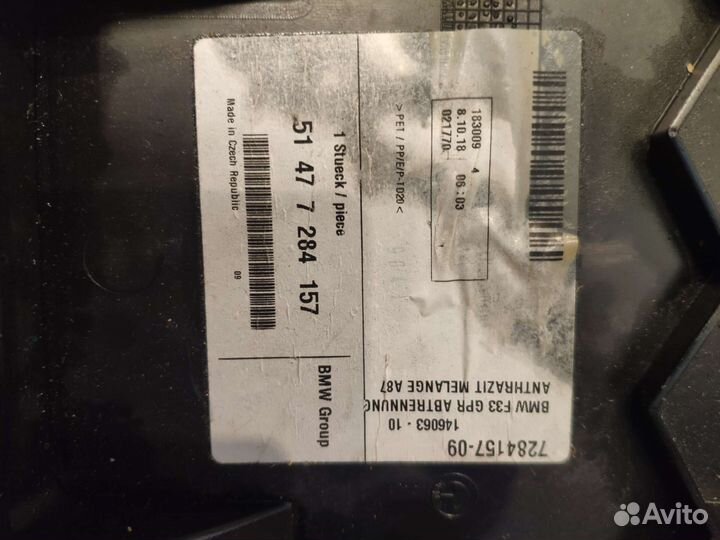 7284157-09
146063 - 10
BMW F33 GPR ABTRENNUNG
ANTHRAZIT MELANGE A87
183009 4
8.10.18 06:03
021770
>PET / PP/E/P-TD20<
BMW Group
1 Stueck / piece
51 47 7 284 157
Made in Czech Republic
09
Avito